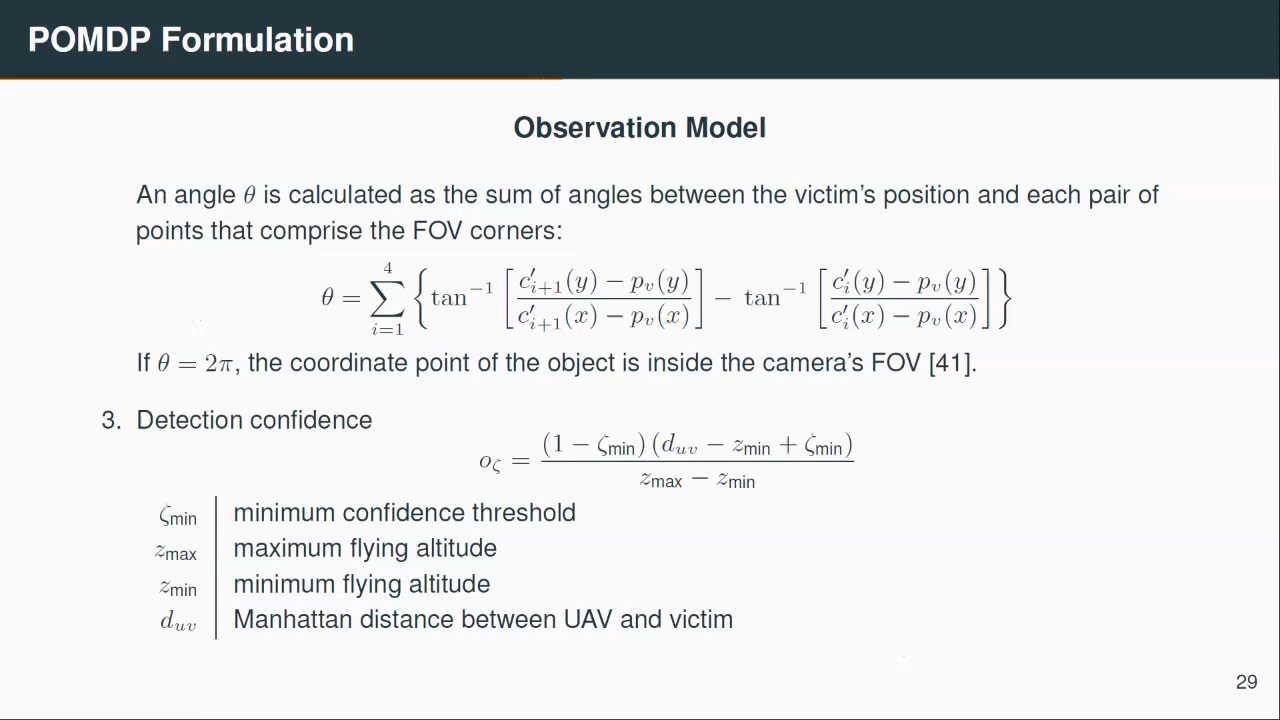 POMDP Formulation
Observation Model
An angle θ is calculated as the sum of angles between the victim's position and each pair of
points that comprise the FOV corners:
θ = ∑_{i=1}^{4} { tan⁻¹ [ (c′_{i+1}(y) − p_v(y)) / (c′_{i+1}(x) − p_v(x)) ] − tan⁻¹ [ (c′_i(y) − p_v(y)) / (c′_i(x) − p_v(x)) ] }
If θ = 2π, the coordinate point of the object is inside the camera's FOV [41].
3. Detection confidence
o_ζ = (1 − ζ_min) (d_{uv} − z_min + ζ_min) / (z_max − z_min)
ζ_min minimum confidence threshold
z_max maximum flying altitude
z_min minimum flying altitude
d_{uv} Manhattan distance between UAV and victim
29